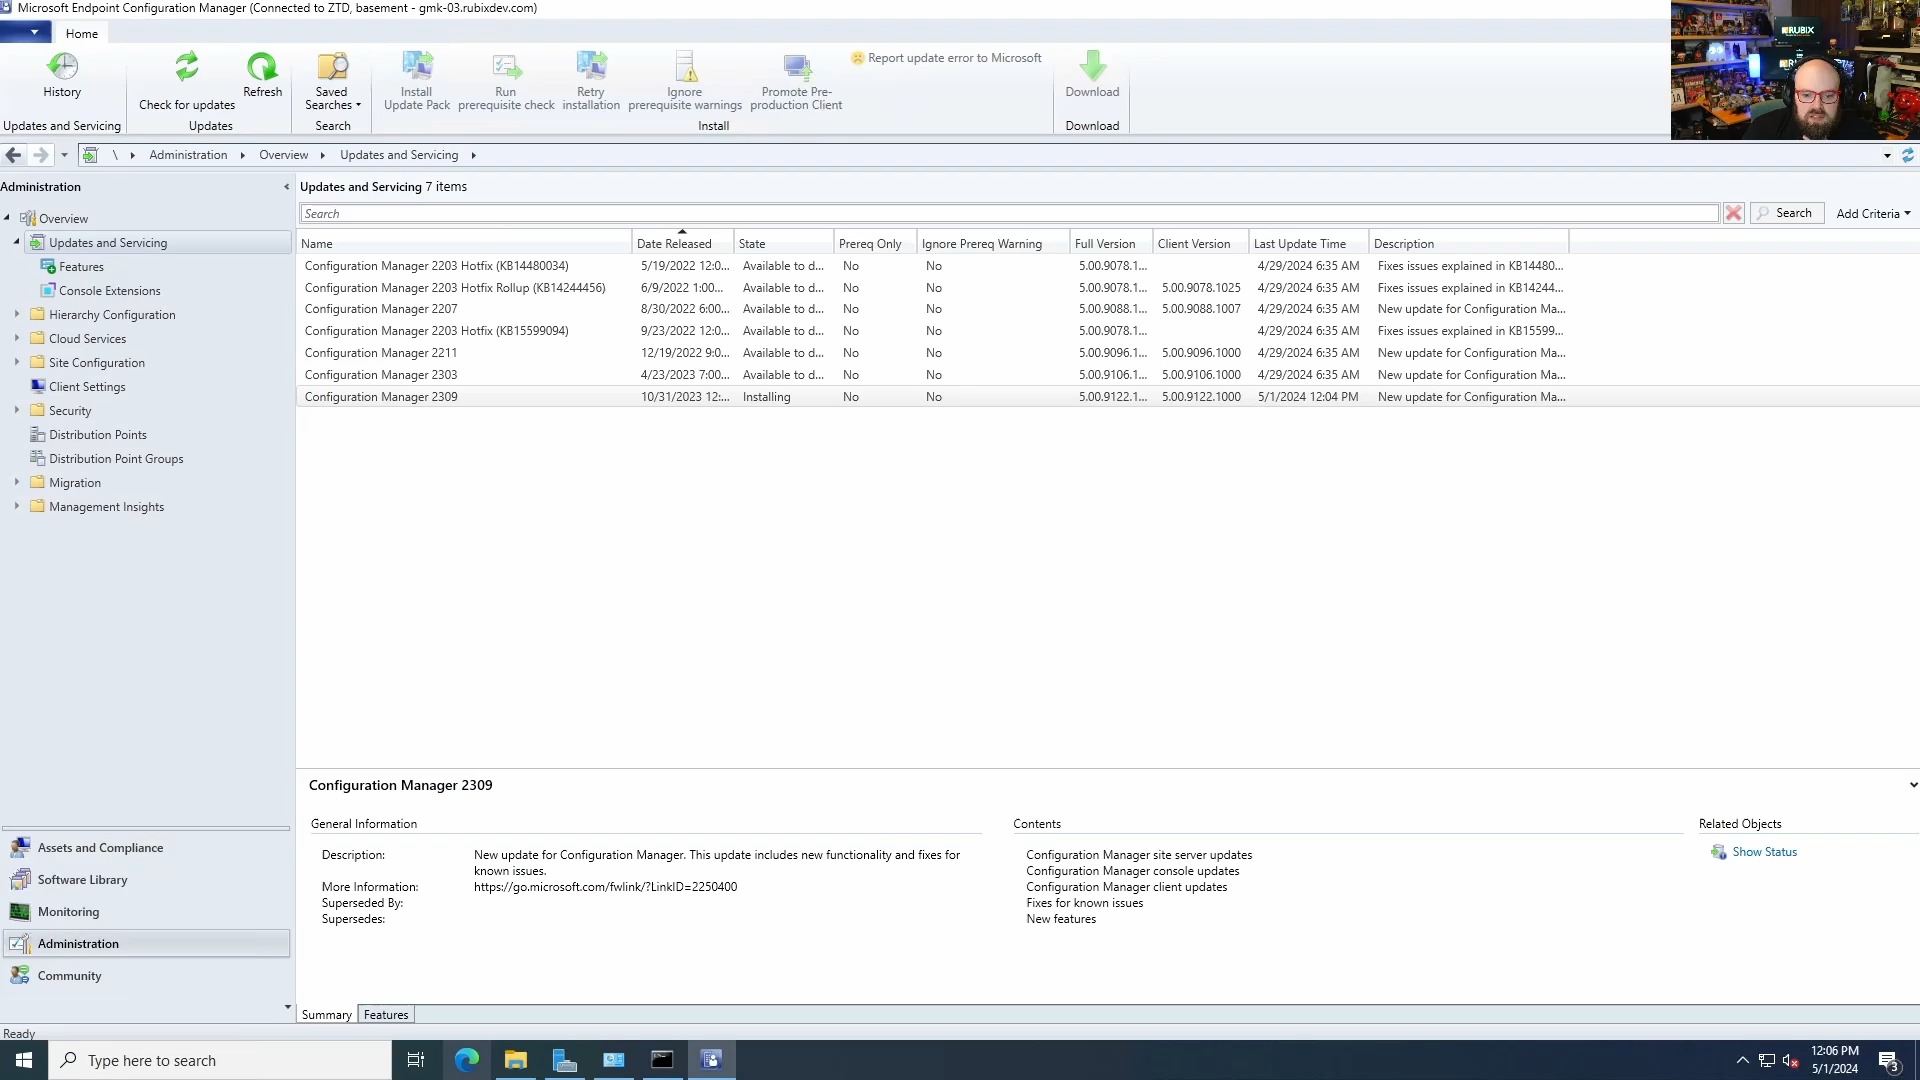 Microsoft Endpoint Configuration Manager (Connected to ZTD, basement - gmk-03.rubixdev.com)
Home
History
Check for updates
Refresh
Saved Searches
Install Update Pack
Run prerequisite check
Retry installation
Ignore prerequisite warnings
Promote Pre-production Client
Report update error to Microsoft
Download
Updates and Servicing
Updates
Search
Install
Download
RUBIX
\ Administration Overview Updates and Servicing
Administration
Overview
Updates and Servicing
Features
Console Extensions
Hierarchy Configuration
Cloud Services
Site Configuration
Client Settings
Security
Distribution Points
Distribution Point Groups
Migration
Management Insights
Assets and Compliance
Software Library
Monitoring
Administration
Community
Updates and Servicing 7 items
Search
Search
Add Criteria
Name Date Released State Prereq Only Ignore Prereq Warning Full Version Client Version Last Update Time Description
Configuration Manager 2203 Hotfix (KB14480034) 5/19/2022 12:0... Available to d... No No 5.00.9078.1... 4/29/2024 6:35 AM Fixes issues explained in KB14480...
Configuration Manager 2203 Hotfix Rollup (KB14244456) 6/9/2022 1:00... Available to d... No No 5.00.9078.1... 5.00.9078.1025 4/29/2024 6:35 AM Fixes issues explained in KB14244...
Configuration Manager 2207 8/30/2022 6:00... Available to d... No No 5.00.9088.1... 5.00.9088.1007 4/29/2024 6:35 AM New update for Configuration Ma...
Configuration Manager 2203 Hotfix (KB15599094) 9/23/2022 12:0... Available to d... No No 5.00.9078.1... 4/29/2024 6:35 AM Fixes issues explained in KB15599...
Configuration Manager 2211 12/19/2022 9:0... Available to d... No No 5.00.9096.1... 5.00.9096.1000 4/29/2024 6:35 AM New update for Configuration Ma...
Configuration Manager 2303 4/23/2023 7:00... Available to d... No No 5.00.9106.1... 5.00.9106.1000 4/29/2024 6:35 AM New update for Configuration Ma...
Configuration Manager 2309 10/31/2023 12:... Installing No No 5.00.9122.1... 5.00.9122.1000 5/1/2024 12:04 PM New update for Configuration Ma...
Configuration Manager 2309
General Information
Description: New update for Configuration Manager. This update includes new functionality and fixes for
known issues.
More Information: https://go.microsoft.com/fwlink/?LinkID=2250400
Superseded By:
Supersedes:
Contents
Configuration Manager site server updates
Configuration Manager console updates
Configuration Manager client updates
Fixes for known issues
New features
Related Objects
Show Status
Summary Features
Ready
Type here to search
12:06 PM
5/1/2024
3